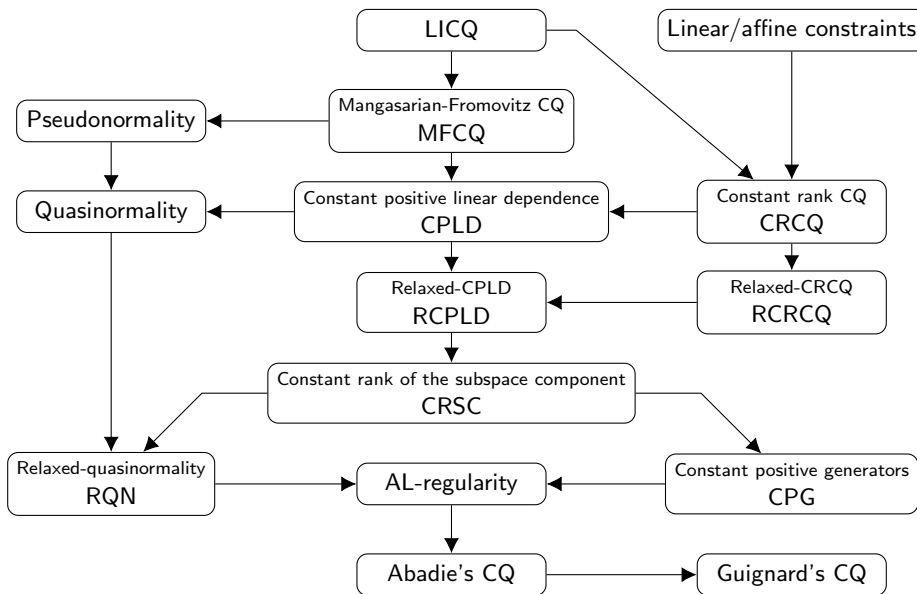 LICQ
Linear/affine constraints
Mangasarian-Fromovitz CQ
MFCQ
Pseudonormality
Constant positive linear dependence
CPLD
Quasinormality
Constant rank CQ
CRCQ
Relaxed-CPLD
RCPLD
Relaxed-CRCQ
RCRCQ
Constant rank of the subspace component
CRSC
Relaxed-quasinormality
RQN
AL-regularity
Constant positive generators
CPG
Abadie's CQ
Guignard's CQ